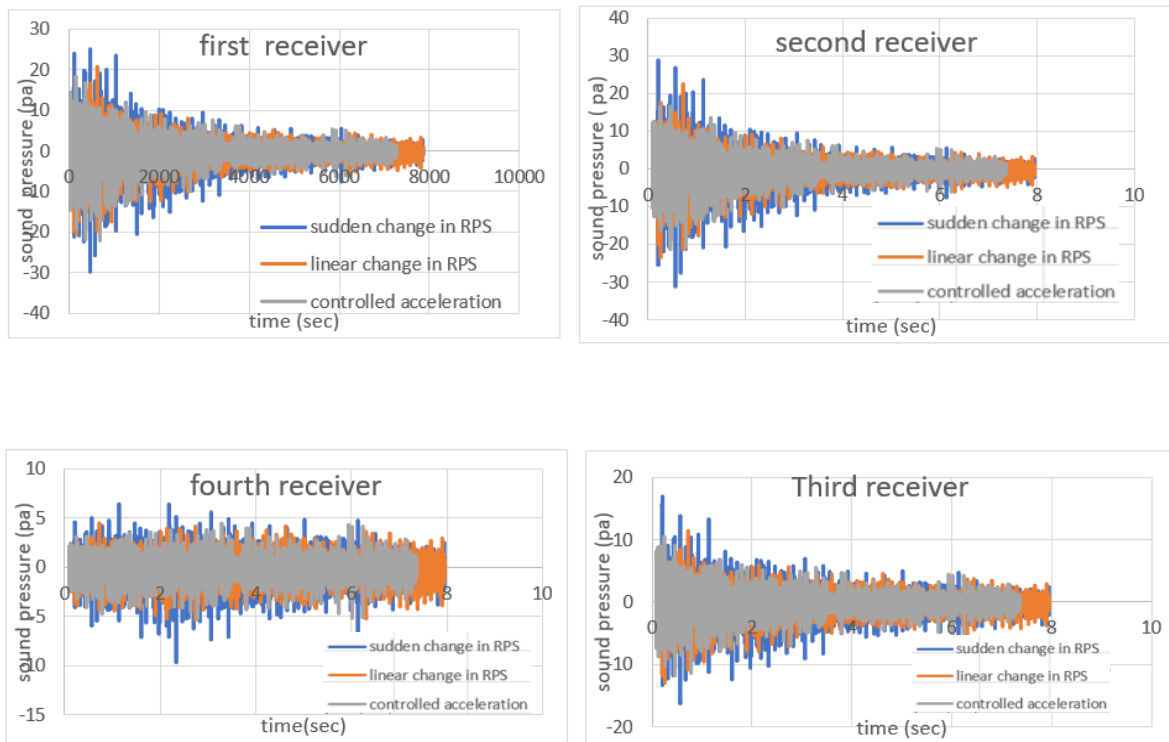 first receiver
sound pressure (pa)
30
20
10
0
-10
-20
-30
-40
0 2000 4000 6000 8000 10000
sudden change in RPS
linear change in RPS
controlled acceleration
time (sec)
second receiver
sound pressure ( pa)
40
30
20
10
0
-10
-20
-30
-40
0 2 4 6 8 10
sudden change in RPS
linear change in RPS
controlled acceleration
time (sec)
fourth receiver
sound pressure (pa)
10
5
0
-5
-10
-15
0 2 4 6 8 10
sudden change in RPS
linear change in RPS
controlled acceleration
time(sec)
Third receiver
sound pressure (pa)
20
10
0
-10
-20
0 2 4 6 8 10
sudden change in RPS
linear change in RPS
controlled acceleration
time (sec)